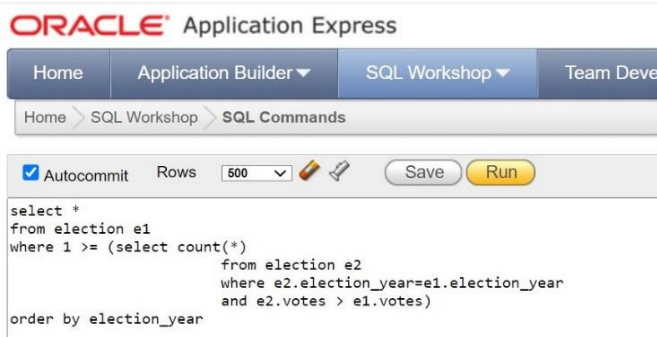 ORACLE Application Express
Home Application Builder SQL Workshop Team Deve
Home SQL Workshop SQL Commands
Autocommit Rows 500 Save Run
select *
from election e1
where 1 >= (select count(*)
from election e2
where e2.election_year=e1.election_year
and e2.votes > e1.votes)
order by election_year